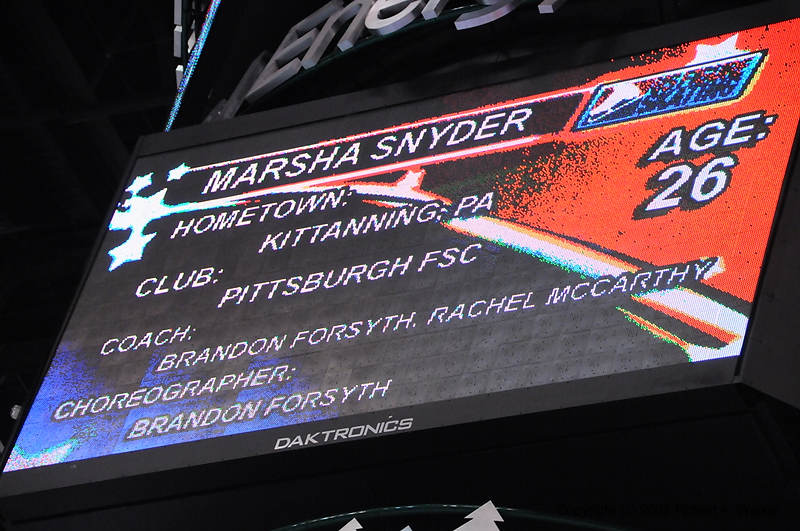 Energy
MARSHA SNYDER
AGE:
26
HOMETOWN:
KITTANNING, PA
CLUB:
PITTSBURGH FSC
COACH:
BRANDON FORSYTH, RACHEL MCCARTHY
CHOREOGRAPHER:
BRANDON FORSYTH
DAKTRONICS